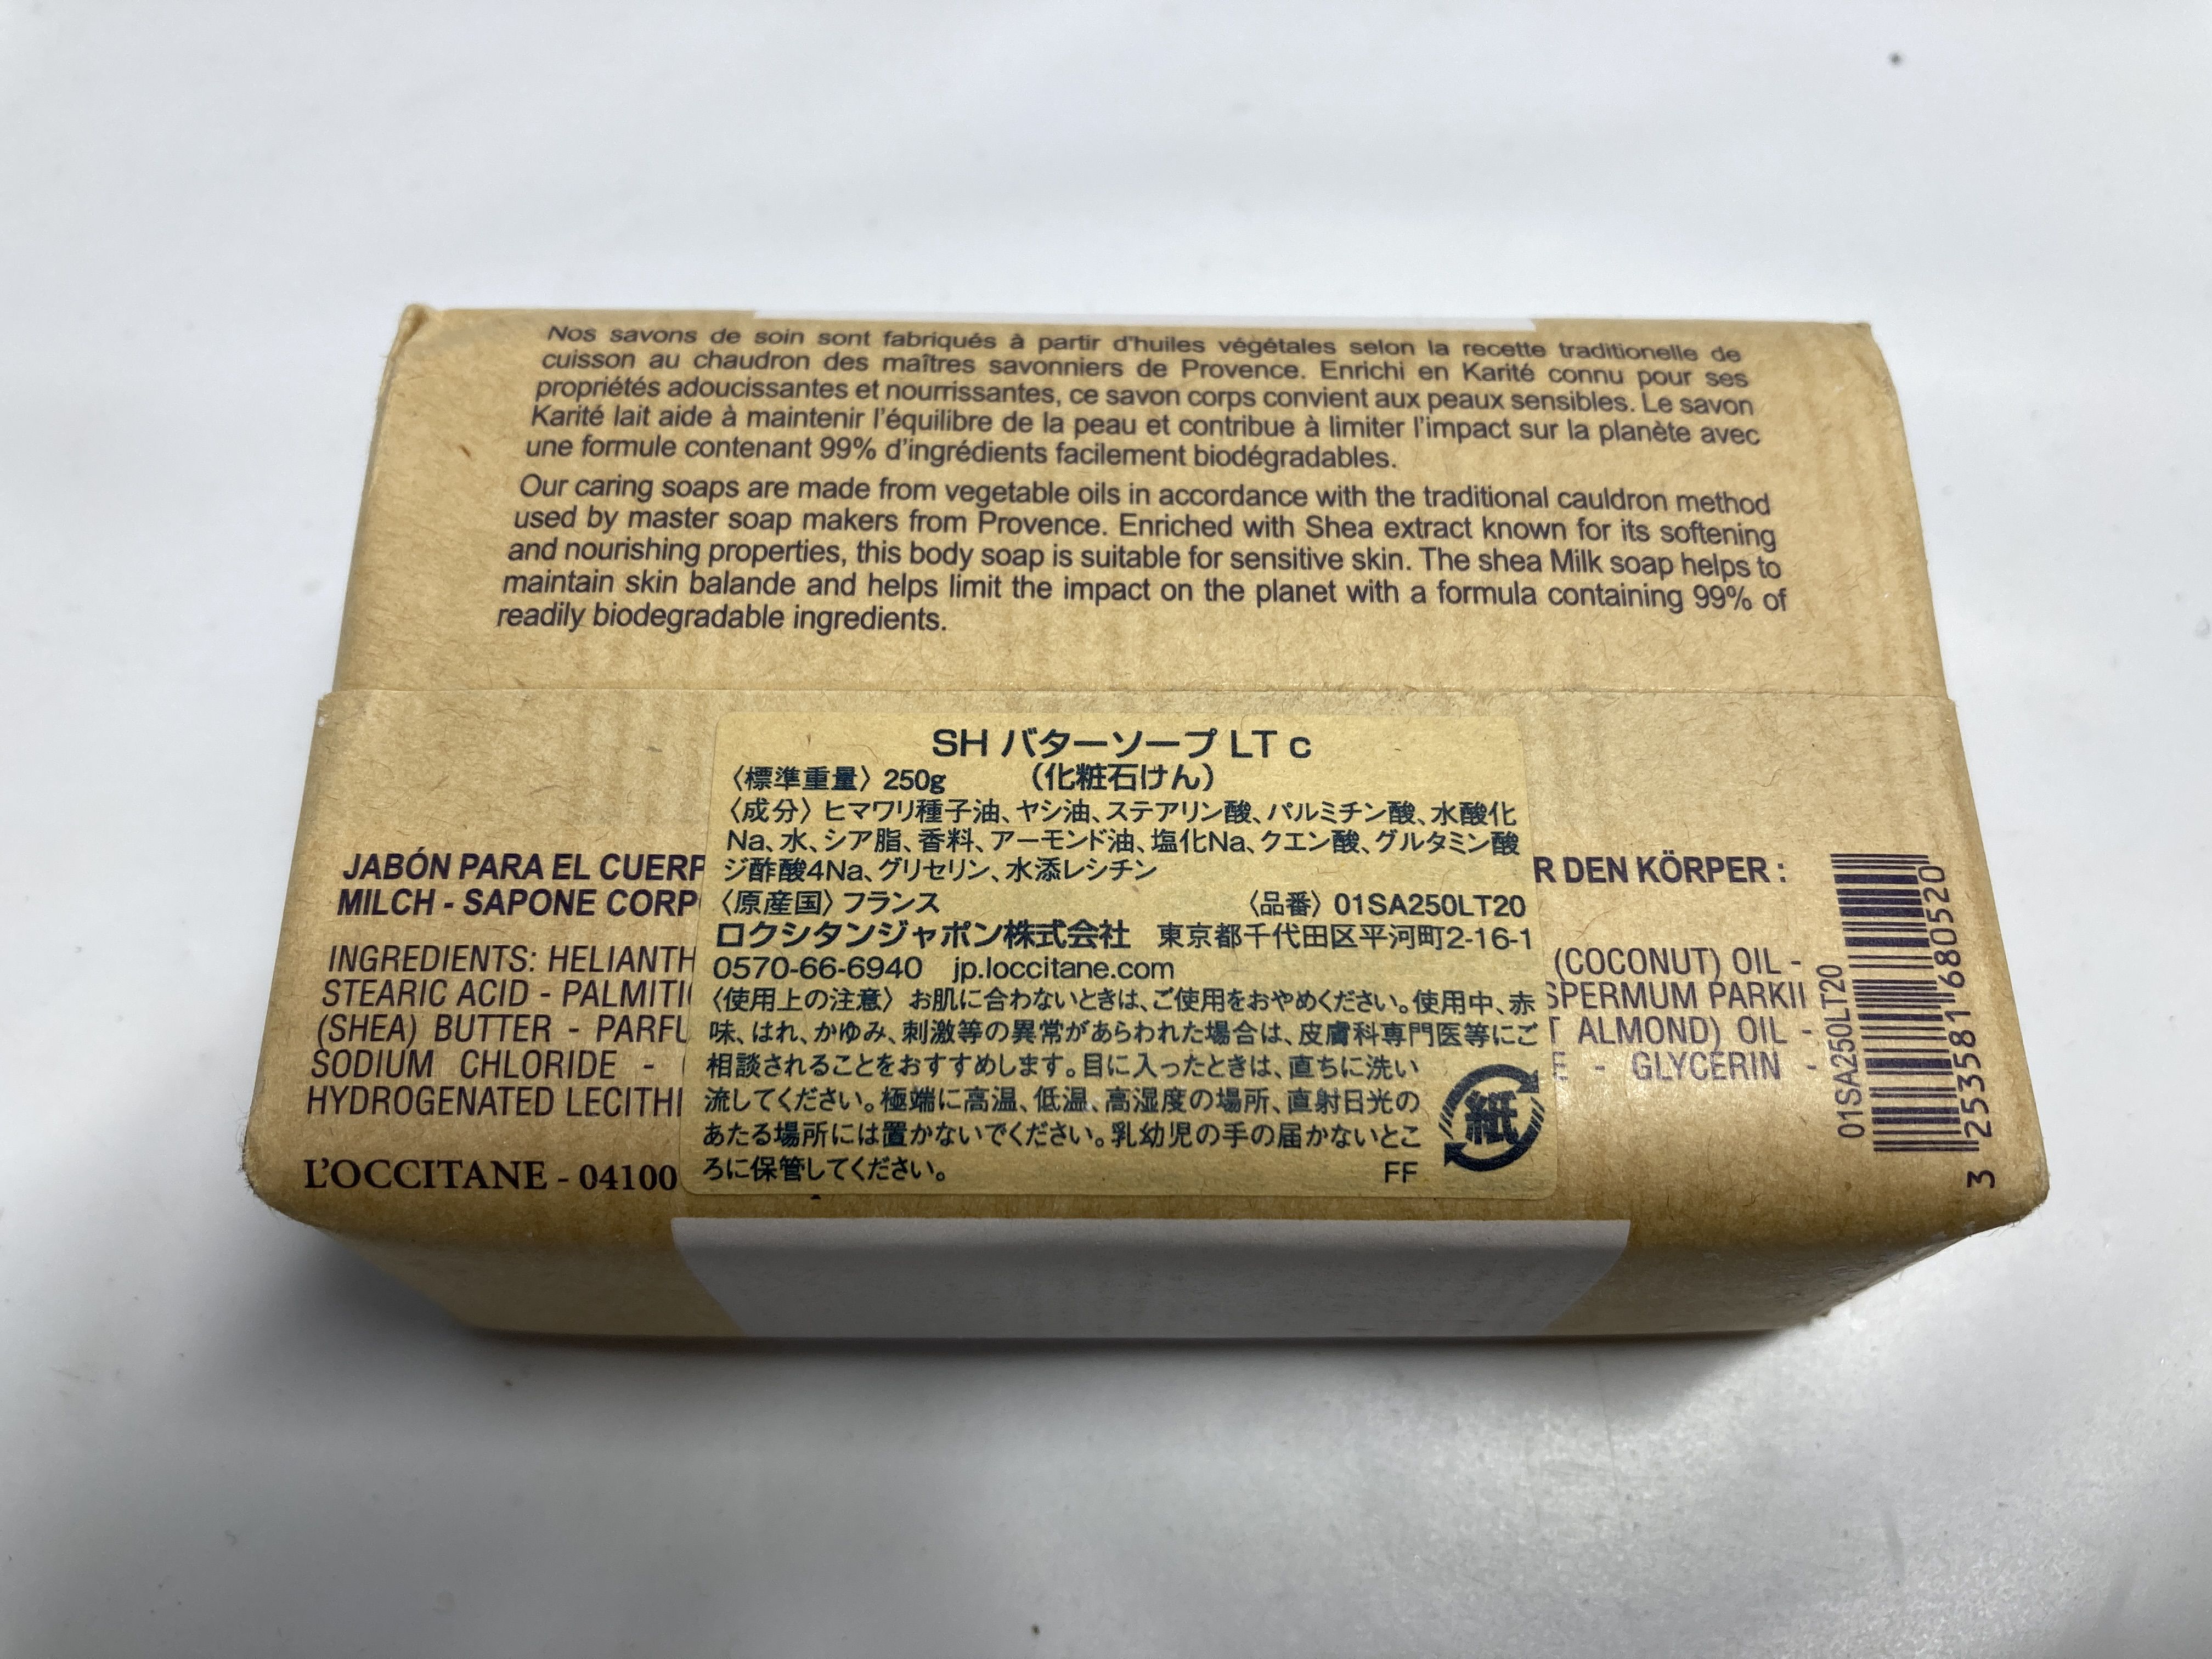 Nos savons de soin sont fabriqués à partir d'huiles végétales selon la recette traditionelle de
cuisson au chaudron des maîtres savonniers de Provence. Enrichi en Karité connu pour ses
propriétés adoucissantes et nourrissantes, ce savon corps convient aux peaux sensibles. Le savon
Karité lait aide à maintenir l'équilibre de la peau et contribue à limiter l'impact sur la planète avec
une formule contenant 99% d'ingrédients facilement biodégradables.
Our caring soaps are made from vegetable oils in accordance with the traditional cauldron method
used by master soap makers from Provence. Enriched with Shea extract known for its softening
and nourishing properties, this body soap is suitable for sensitive skin. The shea Milk soap helps to
maintain skin balande and helps limit the impact on the planet with a formula containing 99% of
readily biodegradable ingredients.
SH バターソープ LT c
〈標準重量〉 250g (化粧石けん)
〈成分〉 ヒマワリ種子油、ヤシ油、ステアリン酸、パルミチン酸、水酸化
Na、水、シア脂、香料、アーモンド油、塩化Na、クエン酸、グルタミン酸
ジ酢酸4Na、グリセリン、水添レシチン
〈原産国〉 フランス 〈品番〉 01SA250LT20
ロクシタンジャポン株式会社 東京都千代田区平河町2-16-1
0570-66-6940 jp.loccitane.com
〈使用上の注意〉 お肌に合わないときは、ご使用をおやめください。使用中、赤
味、はれ、かゆみ、刺激等の異常があらわれた場合は、皮膚科専門医等にご
相談されることをおすすめします。目に入ったときは、直ちに洗い
流してください。極端に高温、低温、高湿度の場所、直射日光の
あたる場所には置かないでください。乳幼児の手の届かないとこ
ろに保管してください。 FF
紙
JABÓN PARA EL CUERP
MILCH - SAPONE CORP
INGREDIENTS: HELIANTH
STEARIC ACID - PALMITI
(SHEA) BUTTER - PARFU
SODIUM CHLORIDE -
HYDROGENATED LECITHI
L'OCCITANE - 04100
R DEN KÖRPER :
(COCONUT) OIL -
SPERMUM PARKII
T ALMOND) OIL -
E - GLYCERIN -
01SA250LT20
3 253581 680520